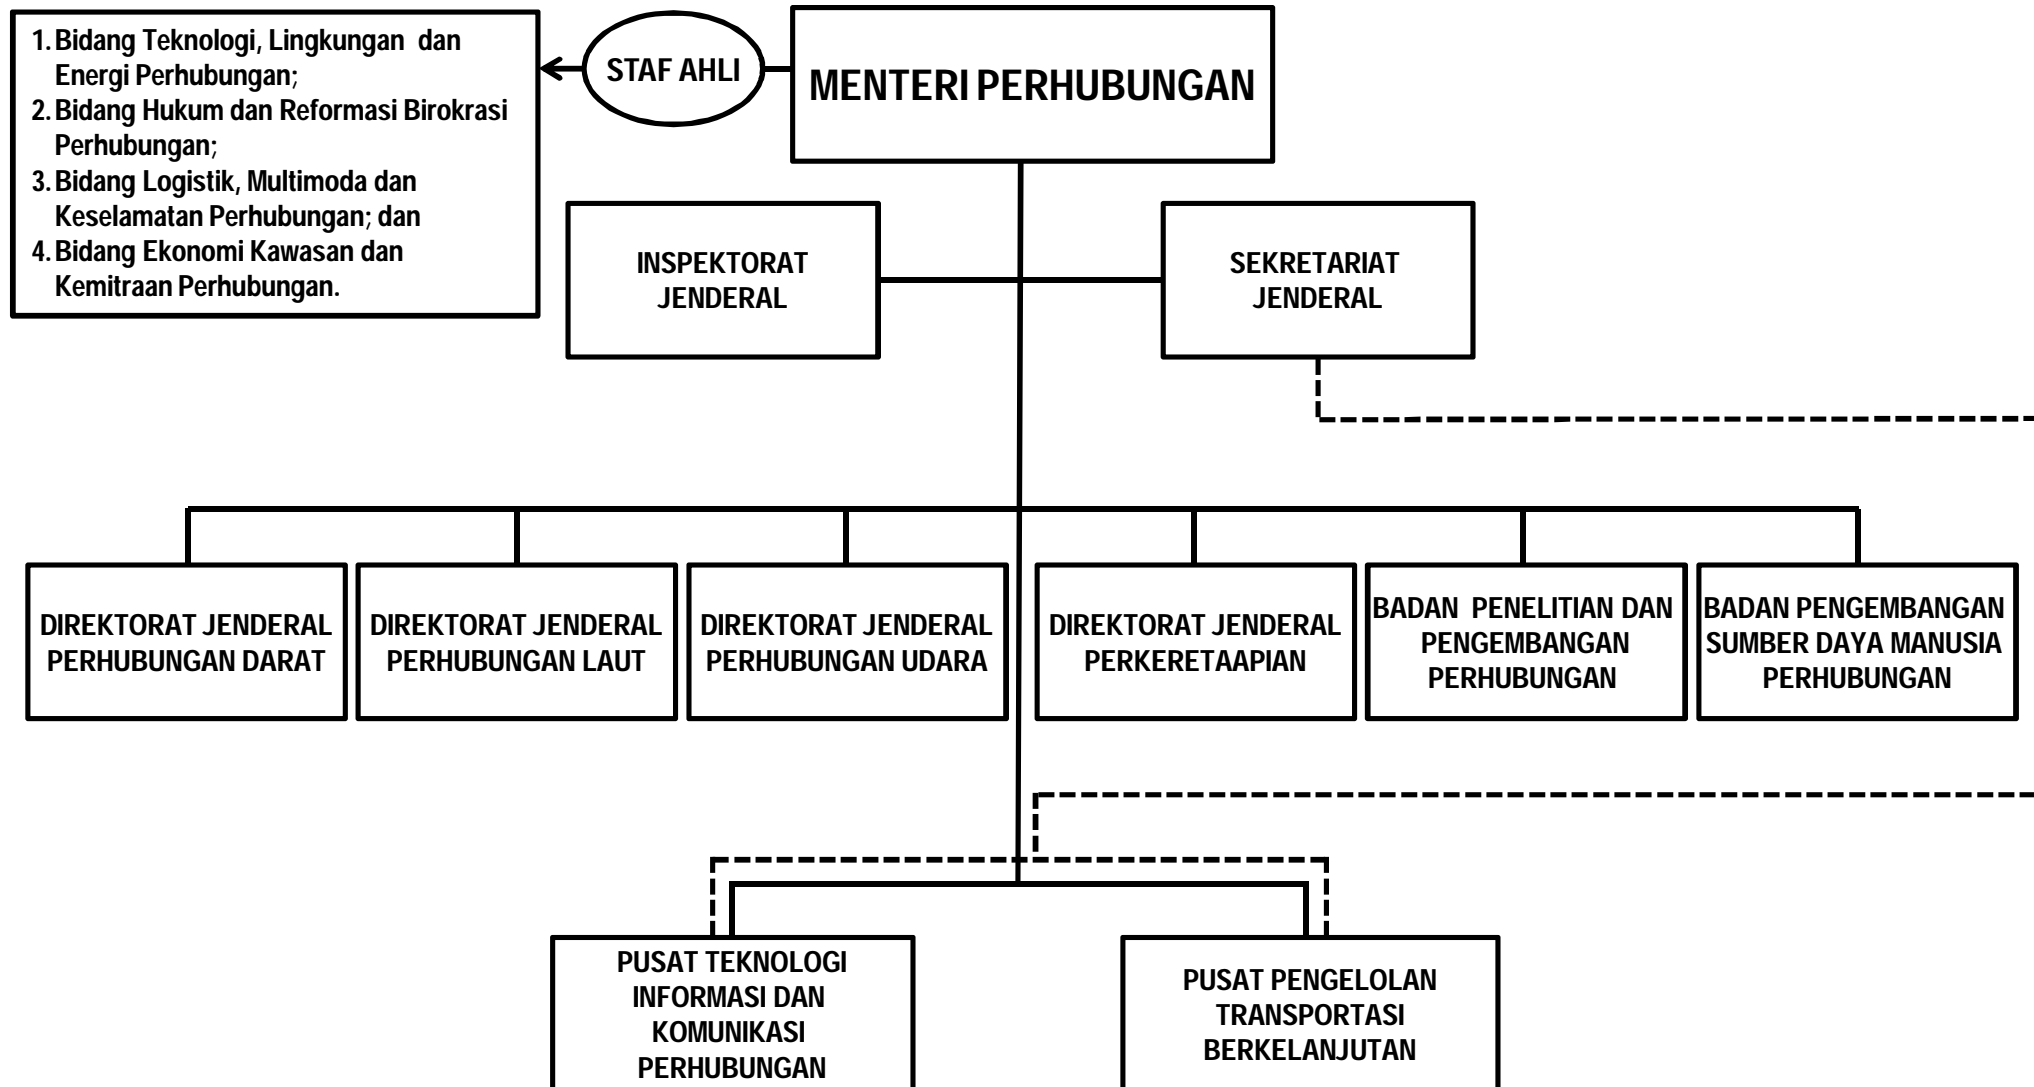 1. Bidang Teknologi, Lingkungan dan
Energi Perhubungan;
2. Bidang Hukum dan Reformasi Birokrasi
Perhubungan;
3. Bidang Logistik, Multimoda dan
Keselamatan Perhubungan; dan
4. Bidang Ekonomi Kawasan dan
Kemitraan Perhubungan.
STAF AHLI
MENTERI PERHUBUNGAN
INSPEKTORAT
JENDERAL
SEKRETARIAT
JENDERAL
DIREKTORAT JENDERAL
PERHUBUNGAN DARAT
DIREKTORAT JENDERAL
PERHUBUNGAN LAUT
DIREKTORAT JENDERAL
PERHUBUNGAN UDARA
DIREKTORAT JENDERAL
PERKERETAAPIAN
BADAN PENELITIAN DAN
PENGEMBANGAN
PERHUBUNGAN
BADAN PENGEMBANGAN
SUMBER DAYA MANUSIA
PERHUBUNGAN
PUSAT TEKNOLOGI
INFORMASI DAN
KOMUNIKASI
PERHUBUNGAN
PUSAT PENGELOLAN
TRANSPORTASI
BERKELANJUTAN